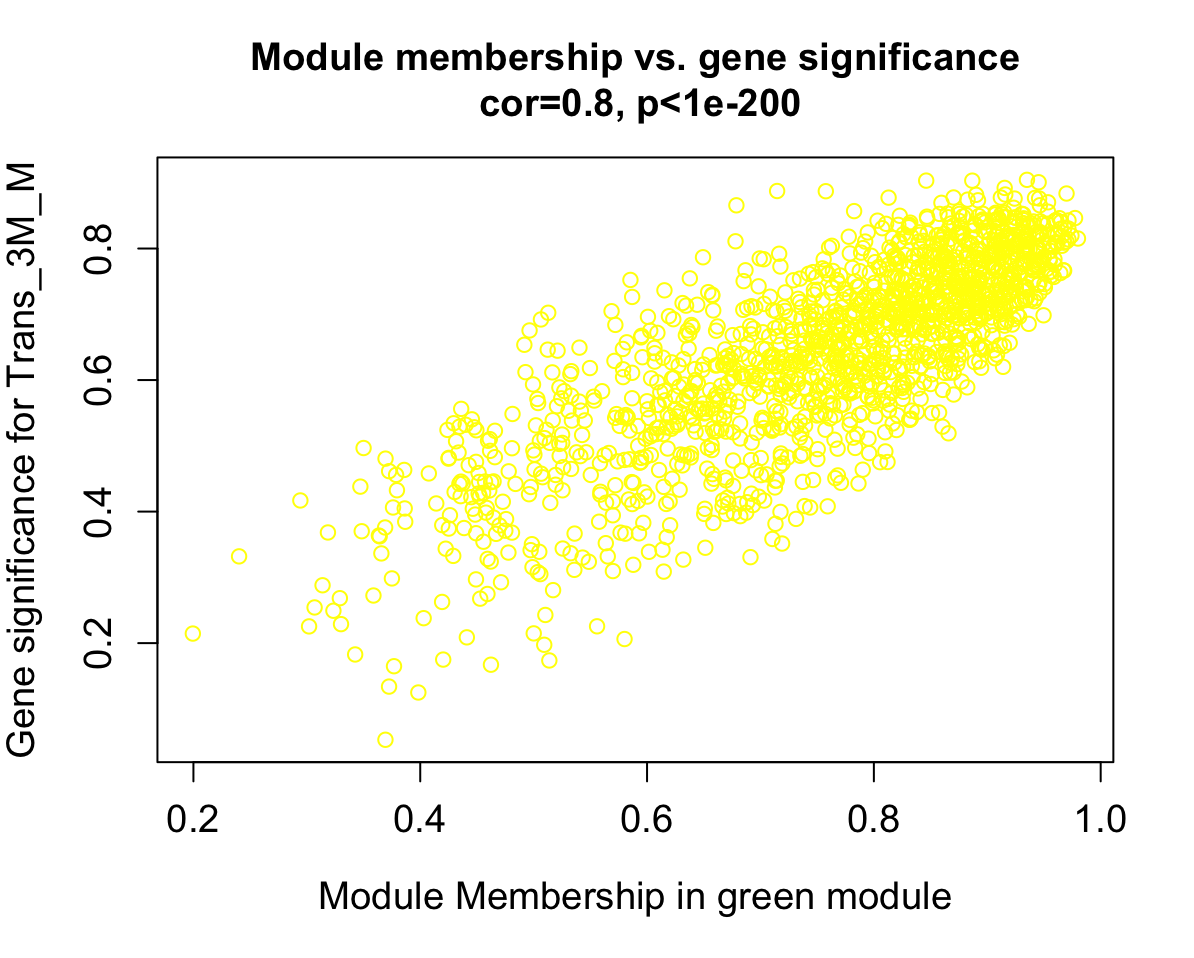 Module membership vs. gene significance
cor=0.8, p<1e-200
Gene significance for Trans_3M_M
0.8
0.6
0.4
0.2
0.2 0.4 0.6 0.8 1.0
Module Membership in green module